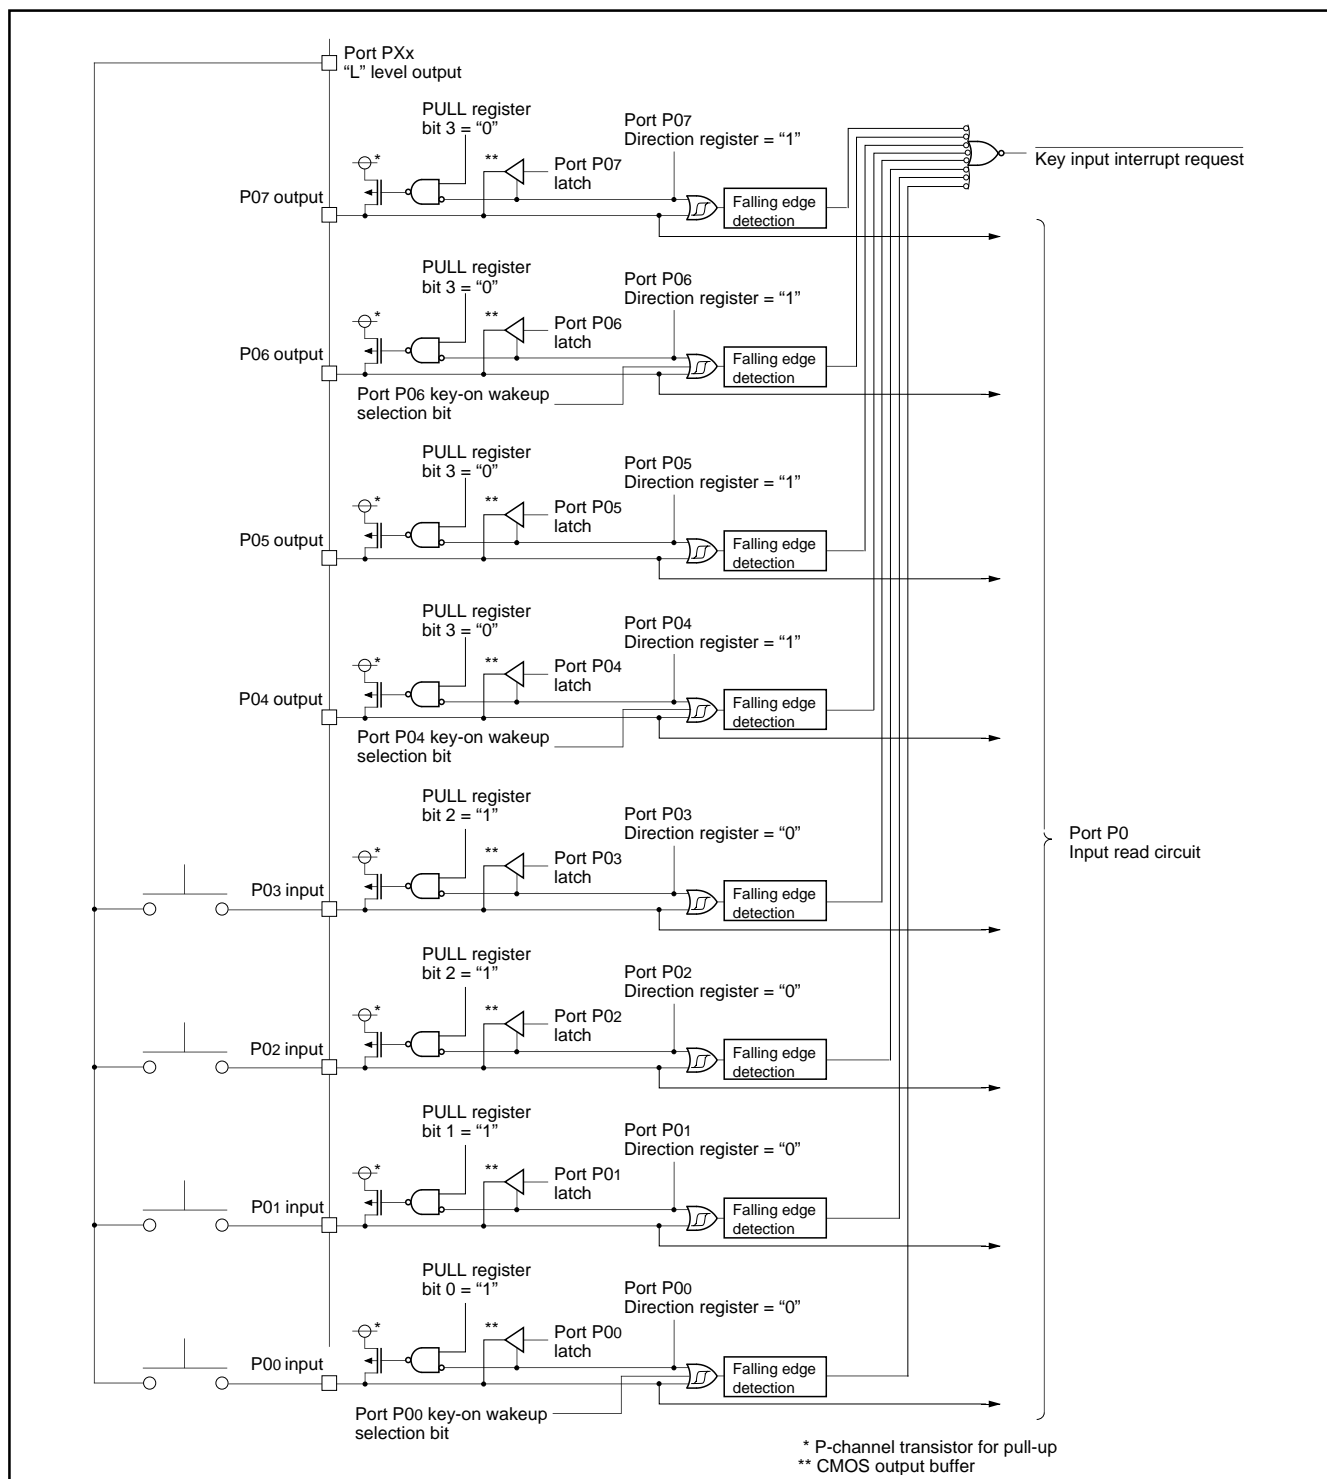 Port PXx
“L” level output
PULL register
bit 3 = “0”
Port P07
Direction register = “1”
*
**
Port P07
latch
Key input interrupt request
P07 output
Falling edge
detection
PULL register
bit 3 = “0”
Port P06
Direction register = “1”
*
**
Port P06
latch
P06 output
Falling edge
detection
Port P06 key-on wakeup
selection bit
PULL register
bit 3 = “0”
Port P05
Direction register = “1”
*
**
Port P05
latch
P05 output
Falling edge
detection
PULL register
bit 3 = “0”
Port P04
Direction register = “1”
*
**
Port P04
latch
P04 output
Falling edge
detection
Port P04 key-on wakeup
selection bit
PULL register
bit 2 = “1”
Port P03
Direction register = “0”
Port P0
Input read circuit
*
**
Port P03
latch
P03 input
Falling edge
detection
PULL register
bit 2 = “1”
Port P02
Direction register = “0”
*
**
Port P02
latch
P02 input
Falling edge
detection
PULL register
bit 1 = “1”
Port P01
Direction register = “0”
*
**
Port P01
latch
P01 input
Falling edge
detection
PULL register
bit 0 = “1”
Port P00
Direction register = “0”
*
**
Port P00
latch
P00 input
Falling edge
detection
Port P00 key-on wakeup
selection bit
* P-channel transistor for pull-up
** CMOS output buffer